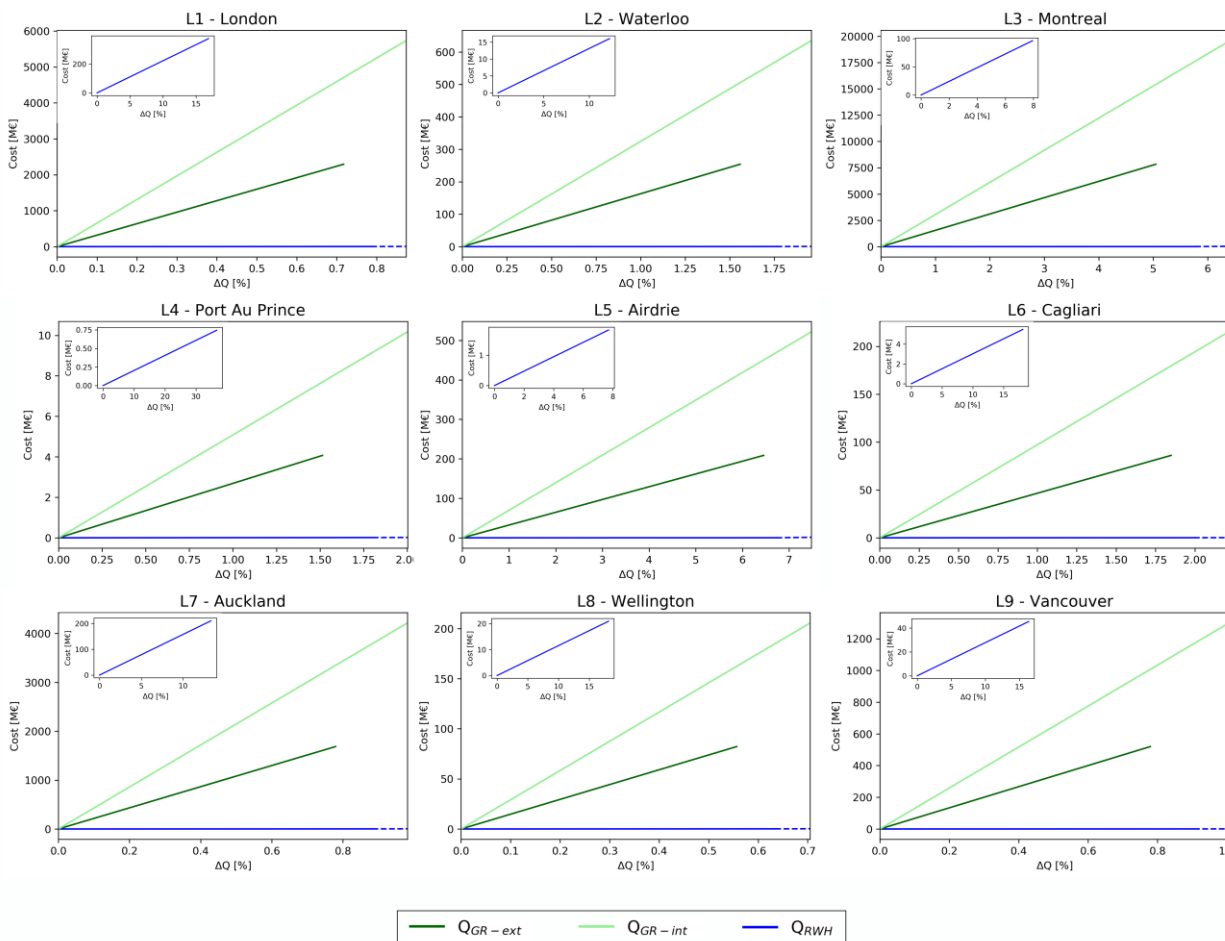 L1 - London
L2 - Waterloo
L3 - Montreal
Cost [M€]
6000
5000
4000
3000
2000
1000
0
0.0 0.1 0.2 0.3 0.4 0.5 0.6 0.7 0.8
ΔQ [%]
Cost [M€]
200
0
0 5 10 15
ΔQ [%]
Cost [M€]
600
500
400
300
200
100
0
0.00 0.25 0.50 0.75 1.00 1.25 1.50 1.75
ΔQ [%]
Cost [M€]
15
10
5
0
0 5 10
ΔQ [%]
Cost [M€]
20000
17500
15000
12500
10000
7500
5000
2500
0
0 1 2 3 4 5 6
ΔQ [%]
Cost [M€]
100
50
0
0 2 4 6 8
ΔQ [%]
L4 - Port Au Prince
L5 - Airdrie
L6 - Cagliari
Cost [M€]
10
8
6
4
2
0
0.00 0.25 0.50 0.75 1.00 1.25 1.50 1.75 2.00
ΔQ [%]
Cost [M€]
0.75
0.50
0.25
0.00
0 10 20 30
ΔQ [%]
Cost [M€]
500
400
300
200
100
0
0 1 2 3 4 5 6 7
ΔQ [%]
Cost [M€]
1
0
0 2 4 6 8
ΔQ [%]
Cost [M€]
200
150
100
50
0
0.00 0.25 0.50 0.75 1.00 1.25 1.50 1.75 2.00
ΔQ [%]
Cost [M€]
4
2
0
0 5 10 15
ΔQ [%]
L7 - Auckland
L8 - Wellington
L9 - Vancouver
Cost [M€]
4000
3000
2000
1000
0
0.0 0.2 0.4 0.6 0.8
ΔQ [%]
Cost [M€]
200
100
0
0 5 10
ΔQ [%]
Cost [M€]
200
150
100
50
0
0.0 0.1 0.2 0.3 0.4 0.5 0.6 0.7
ΔQ [%]
Cost [M€]
20
10
0
0 5 10 15
ΔQ [%]
Cost [M€]
1200
1000
800
600
400
200
0
0.0 0.2 0.4 0.6 0.8
ΔQ [%]
Cost [M€]
40
20
0
0 5 10 15
ΔQ [%]
Q GR-ext Q GR-int Q RWH